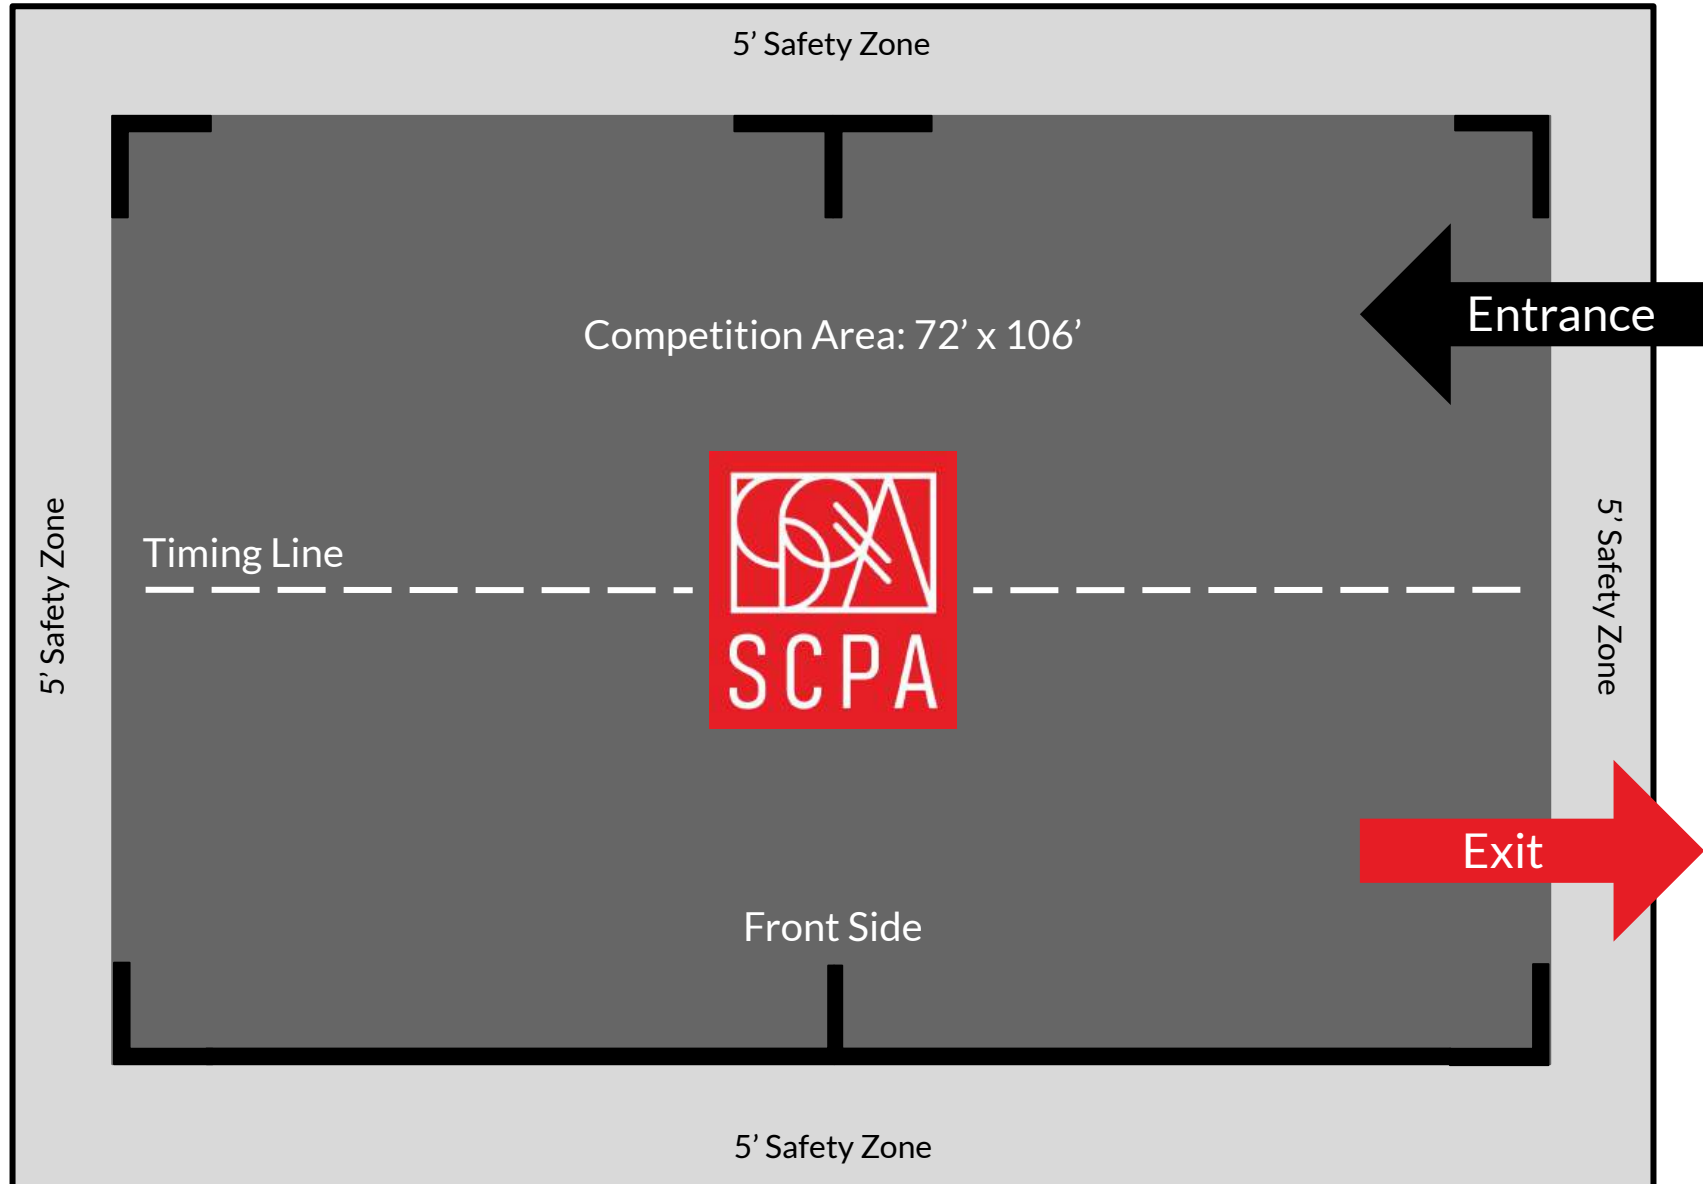 5’ Safety Zone
Competition Area: 72’ x 106’
Entrance
5’ Safety Zone
Timing Line
SCPA
5’ Safety Zone
Exit
Front Side
5’ Safety Zone